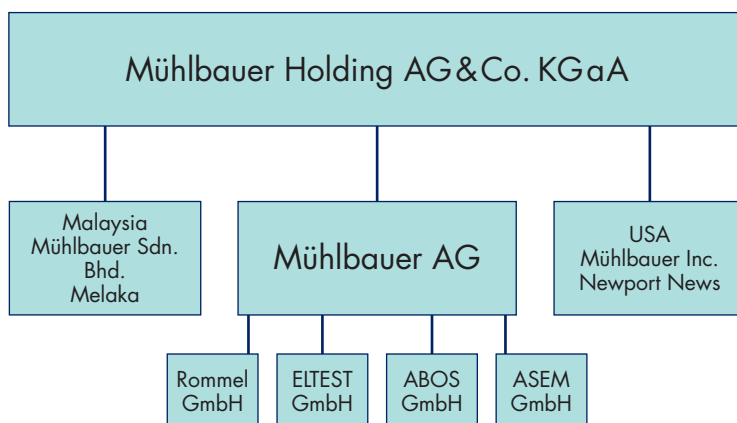 Mühlbauer Holding AG&Co. KGaA
Malaysia
Mühlbauer Sdn.
Bhd.
Melaka
Mühlbauer AG
USA
Mühlbauer Inc.
Newport News
Rommel
GmbH
ELTEST
GmbH
ABOS
GmbH
ASEM
GmbH